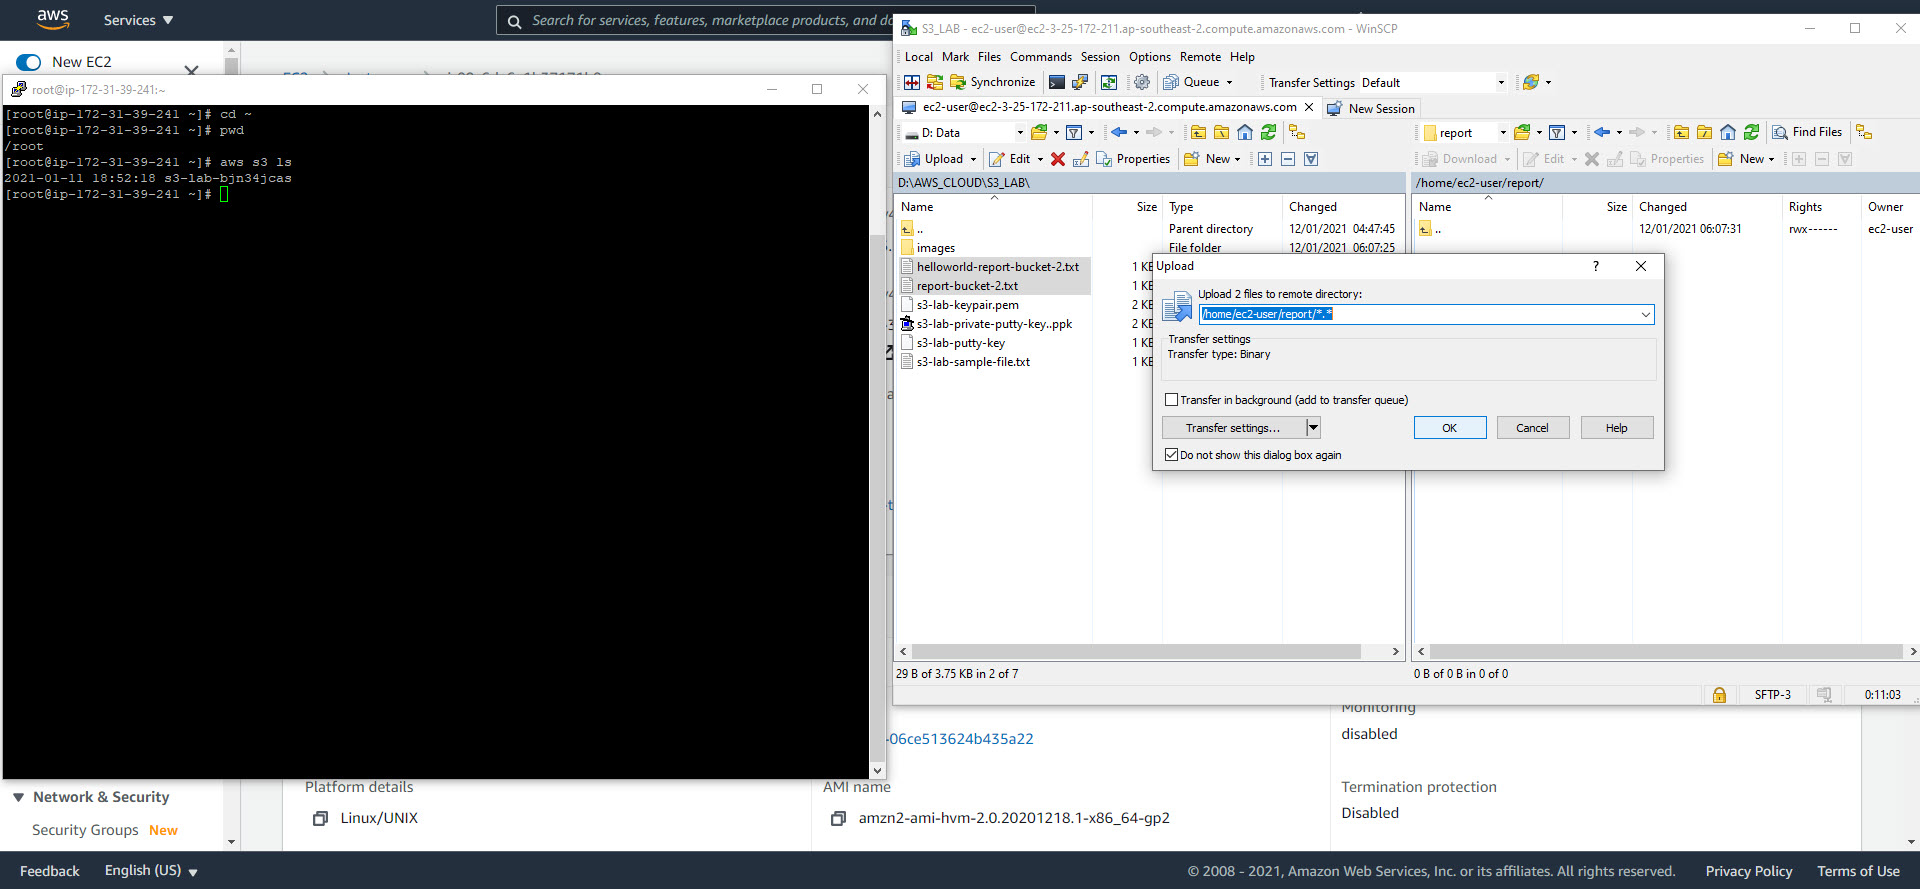 aws
Services ▼
Search for services, features, marketplace products, and do
New EC2
root@ip-172-31-39-241:~
[root@ip-172-31-39-241 ~]# cd ~
[root@ip-172-31-39-241 ~]# pwd
/root
[root@ip-172-31-39-241 ~]# aws s3 ls
2021-01-11 18:52:18 s3-lab-bjn34jcas
[root@ip-172-31-39-241 ~]#
S3_LAB - ec2-user@ec2-3-25-172-211.ap-southeast-2.compute.amazonaws.com - WinSCP
Local Mark Files Commands Session Options Remote Help
Synchronize Queue Transfer Settings Default
ec2-user@ec2-3-25-172-211.ap-southeast-2.compute.amazonaws.com New Session
D: Data
report Find Files
Upload Edit Properties New
Download Edit Properties New
D:\AWS_CLOUD\S3_LAB\
/home/ec2-user/report/
Name Size Type Changed
.. Parent directory 12/01/2021 04:47:45
images File folder 12/01/2021 06:07:25
helloworld-report-bucket-2.txt 1 KB
report-bucket-2.txt 1 KB
s3-lab-keypair.pem 2 KB
s3-lab-private-putty-key..ppk 2 KB
s3-lab-putty-key 1 KB
s3-lab-sample-file.txt 1 KB
Name Size Changed Rights Owner
.. 12/01/2021 06:07:31 rwx------ ec2-user
Upload ?
Upload 2 files to remote directory:
/home/ec2-user/report/*.*
Transfer settings
Transfer type: Binary
Transfer in background (add to transfer queue)
Transfer settings... OK Cancel Help
Do not show this dialog box again
29 B of 3.75 KB in 2 of 7
0 B of 0 B in 0 of 0
SFTP-3 0:11:03
Monitoring
-06ce513624b435a22
disabled
Platform details
AMI name
Termination protection
Linux/UNIX
amzn2-ami-hvm-2.0.20201218.1-x86_64-gp2
Disabled
▼ Network & Security
Security Groups New
Feedback English (US) ▼
© 2008 - 2021, Amazon Web Services, Inc. or its affiliates. All rights reserved. Privacy Policy Terms of Use